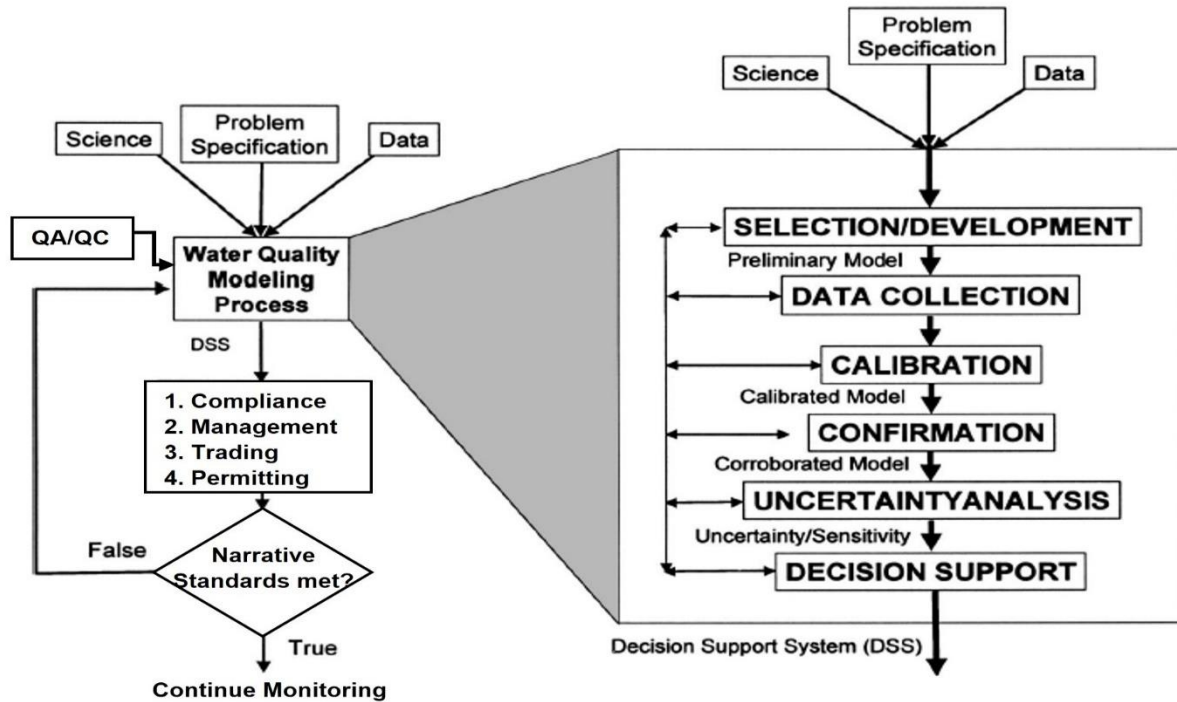 Science
Problem
Specification
Data
QA/QC
Water Quality
Modeling
Process
DSS
1. Compliance
2. Management
3. Trading
4. Permitting
False
Narrative
Standards met?
True
Continue Monitoring
Problem
Specification
Science
Data
SELECTION/DEVELOPMENT
Preliminary Model
DATA COLLECTION
CALIBRATION
Calibrated Model
CONFIRMATION
Corroborated Model
UNCERTAINTYANALYSIS
Uncertainty/Sensitivity
DECISION SUPPORT
Decision Support System (DSS)